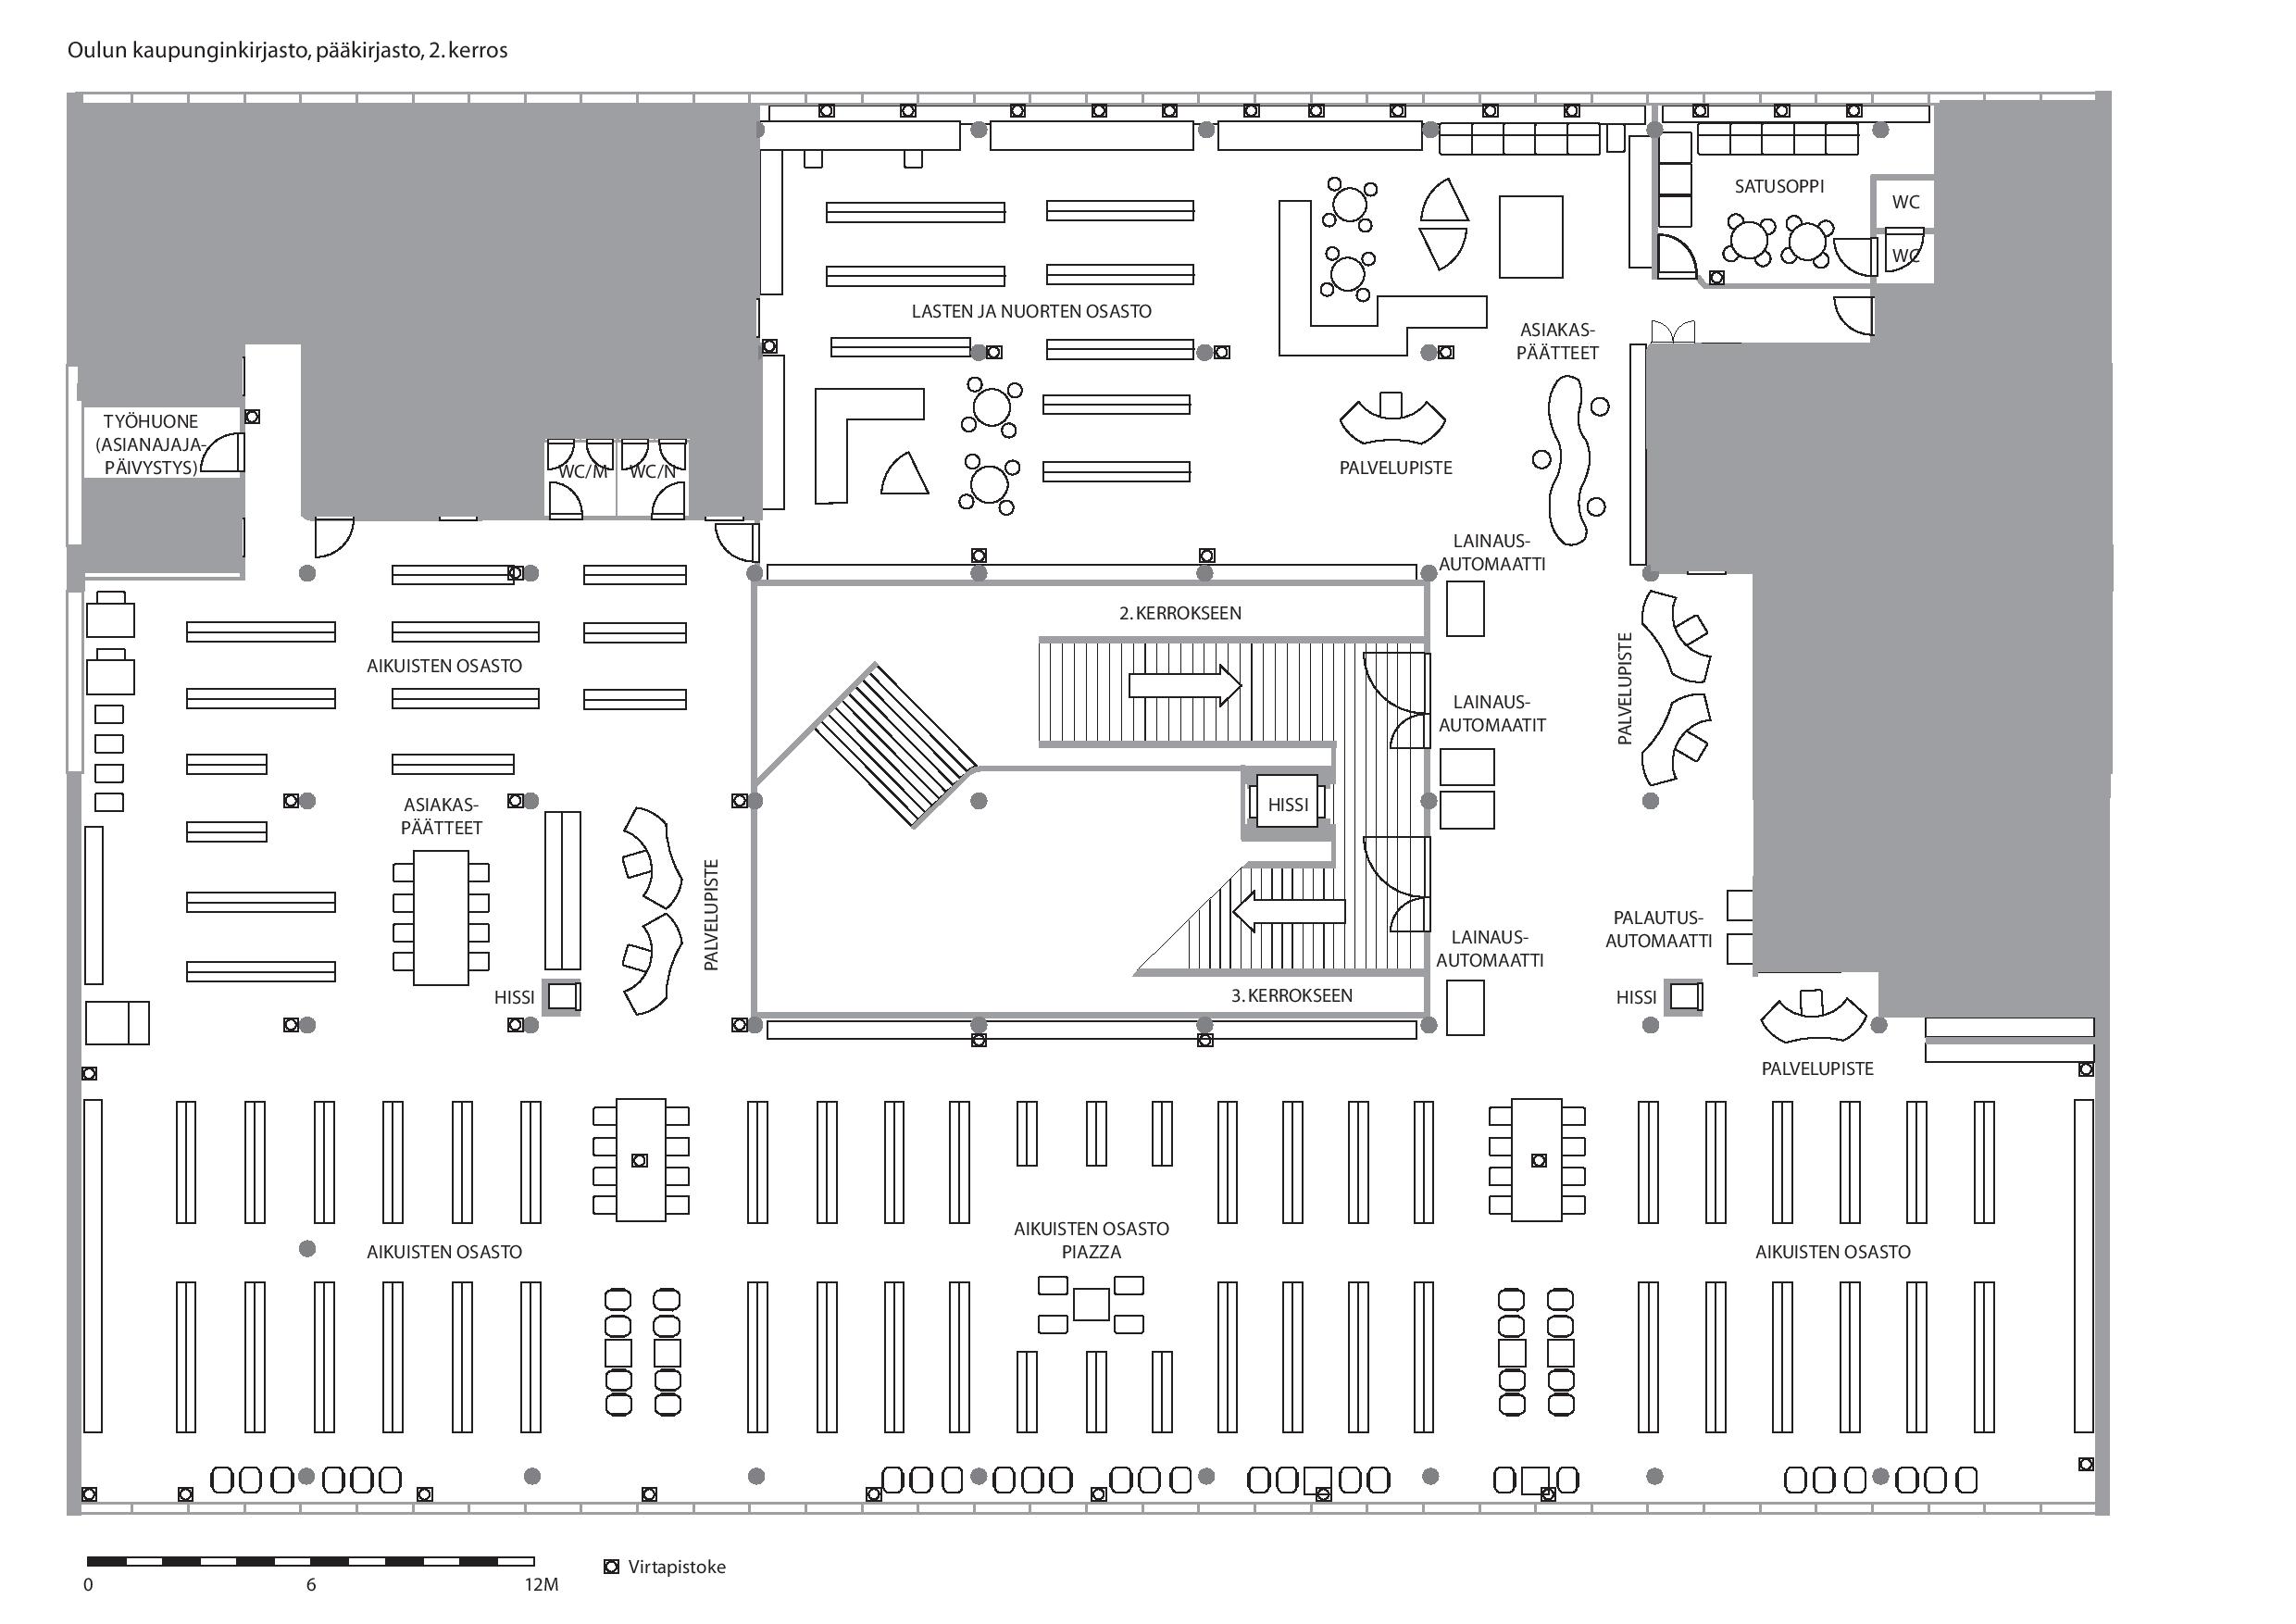 Oulun kaupunginkirjasto, pääkirjasto, 2. kerros
SATUSOPPI
WC
WC
LASTEN JA NUORTEN OSASTO
ASIAKAS-
PÄÄTTEET
TYÖHUONE
(ASIANAJAJA-
PÄIVYSTYS)
WC/M
WC/N
PALVELUPISTE
LAINAUS-
AUTOMAATTI
2. KERROKSEEN
AIKUISTEN OSASTO
PALVELUPISTE
LAINAUS-
AUTOMAATIT
ASIAKAS-
PÄÄTTEET
HISSI
PALVELUPISTE
PALAUTUS-
AUTOMAATTI
LAINAUS-
AUTOMAATTI
HISSI
3. KERROKSEEN
HISSI
PALVELUPISTE
AIKUISTEN OSASTO
AIKUISTEN OSASTO
PIAZZA
AIKUISTEN OSASTO
0
6
12M
Virtapistoke